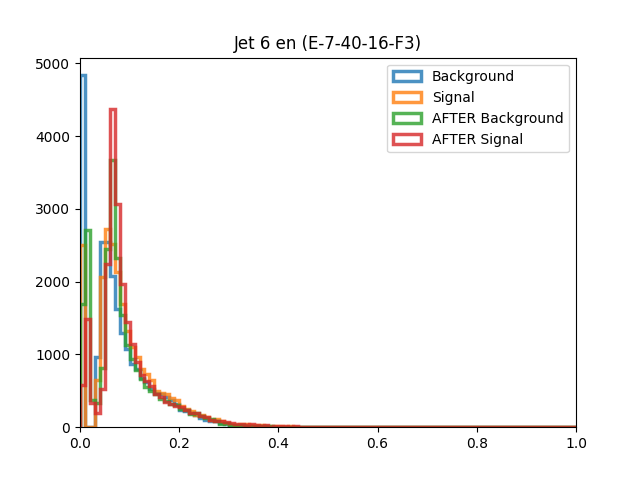 Jet 6 en (E-7-40-16-F3)
5000
4000
3000
2000
1000
0
Background
Signal
AFTER Background
AFTER Signal
0.0 0.2 0.4 0.6 0.8 1.0